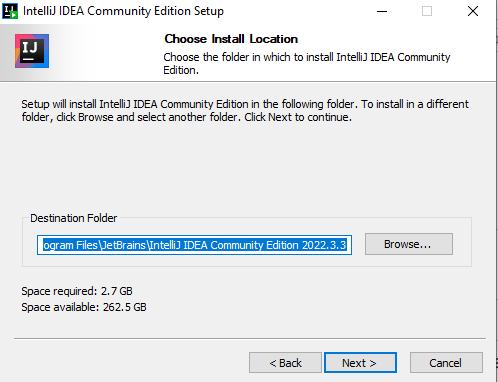 IntelliJ IDEA Community Edition Setup
IJ
Choose Install Location
Choose the folder in which to install IntelliJ IDEA Community
Edition.
Setup will install IntelliJ IDEA Community Edition in the following folder. To install in a different
folder, click Browse and select another folder. Click Next to continue.
Destination Folder
ogram Files\JetBrains\IntelliJ IDEA Community Edition 2022.3.3
Browse...
Space required: 2.7 GB
Space available: 262.5 GB
< Back
Next >
Cancel